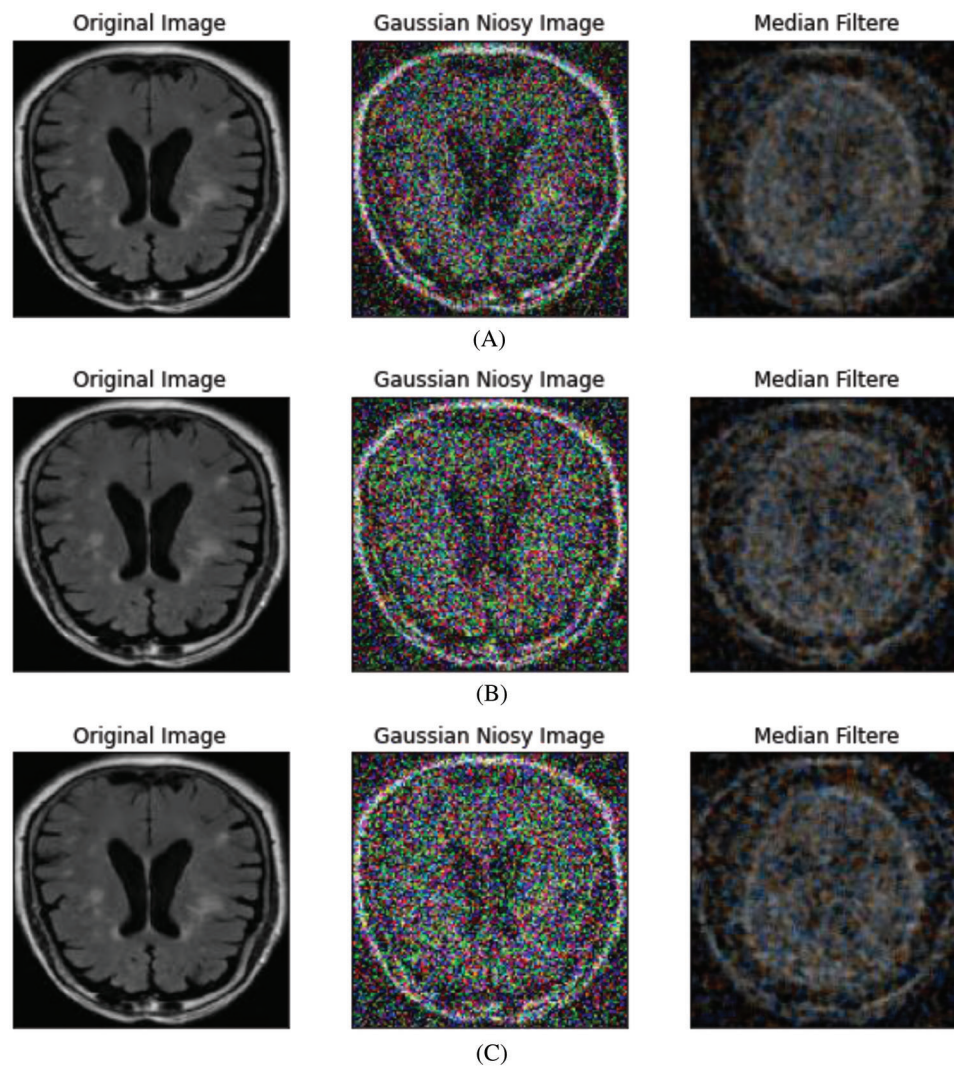 Original Image
Gaussian Niosy Image
Median Filtere
(A)
Original Image
Gaussian Niosy Image
Median Filtere
(B)
Original Image
Gaussian Niosy Image
Median Filtere
(C)